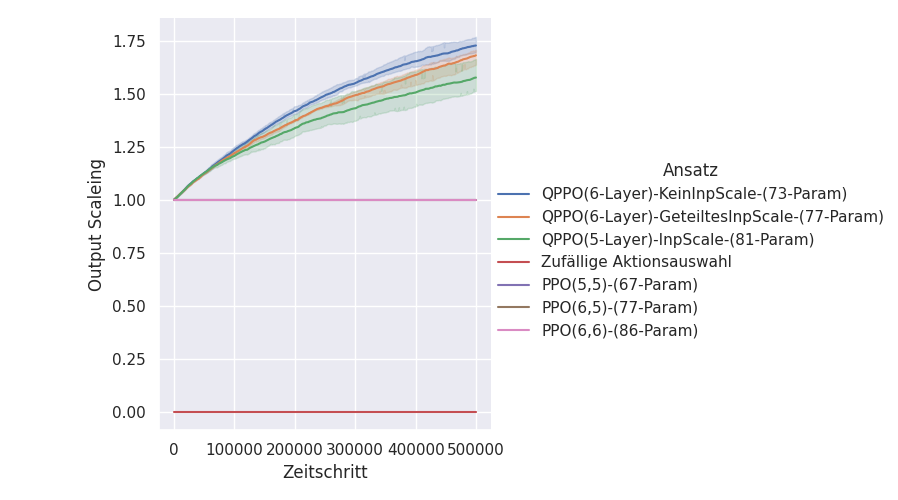 1.75
1.50
1.25
1.00
0.75
0.50
0.25
0.00
Output Scaleing
0 100000 200000 300000 400000 500000
Zeitschritt
Ansatz
QPPO(6-Layer)-KeinInpScale-(73-Param)
QPPO(6-Layer)-GeteiltesInpScale-(77-Param)
QPPO(5-Layer)-InpScale-(81-Param)
Zufällige Aktionsauswahl
PPO(5,5)-(67-Param)
PPO(6,5)-(77-Param)
PPO(6,6)-(86-Param)